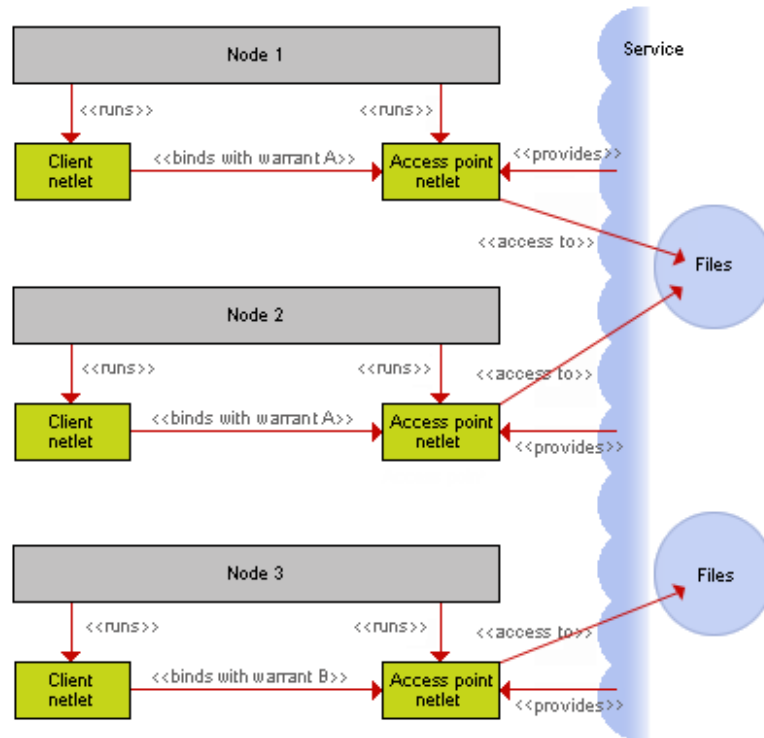 Node 1
Service
<<runs>>
<<runs>>
Client
netlet
<<binds with warrant A>>
Access point
netlet
<<provides>>
<<access to>>
Files
Node 2
<<runs>>
<<runs>>
<<access to>>
Client
netlet
<<binds with warrant A>>
Access point
netlet
<<provides>>
Node 3
Files
<<runs>>
<<runs>>
<<access to>>
Client
netlet
<<binds with warrant B>>
Access point
netlet
<<provides>>